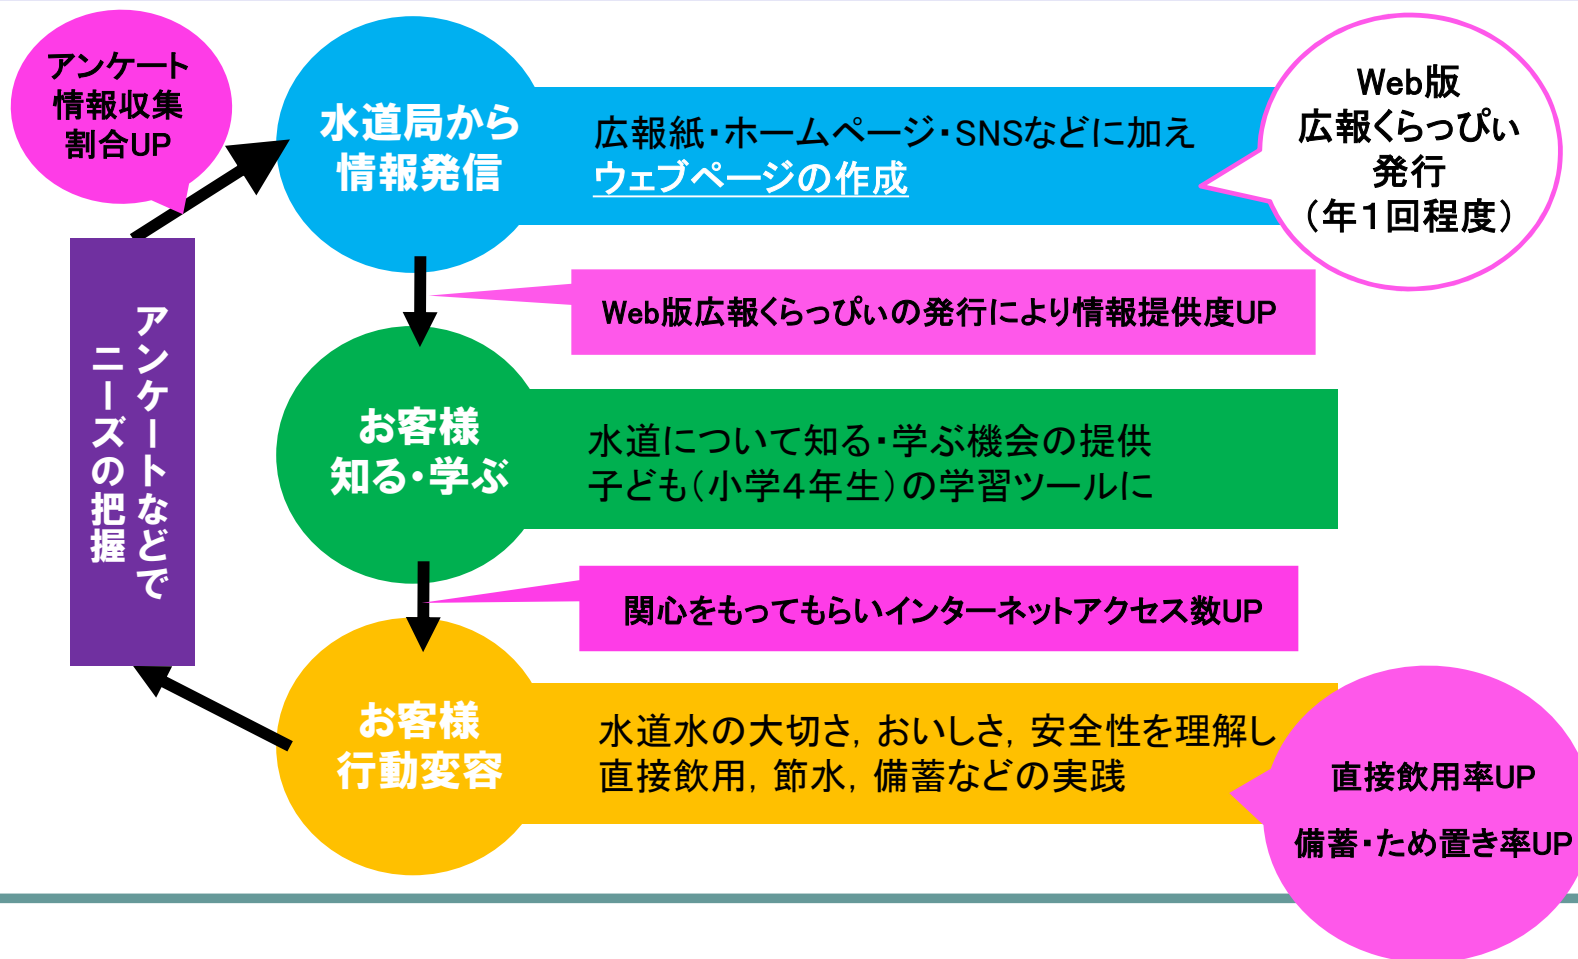 アンケート
情報収集
割合UP
水道局から
情報発信
広報紙・ホームページ・SNSなどに加え
ウェブページの作成
Web版
広報くらっぴぃ
発行
（年１回程度）
Web版広報くらっぴぃの発行により情報提供度UP
アンケートなどで
ニーズの把握
お客様
知る・学ぶ
水道について知る・学ぶ機会の提供
子ども（小学４年生）の学習ツールに
関心をもってもらいインターネットアクセス数UP
お客様
行動変容
水道水の大切さ，おいしさ，安全性を理解し
直接飲用，節水，備蓄などの実践
直接飲用率UP
備蓄・ため置き率UP